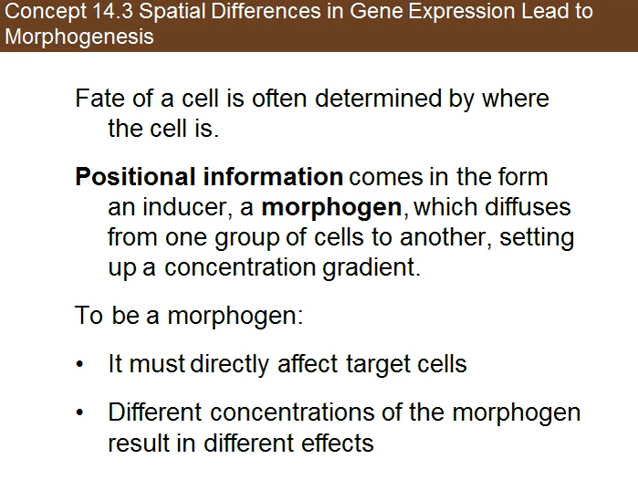 Concept 14.3 Spatial Differences in Gene Expression Lead to
Morphogenesis
Fate of a cell is often determined by where
the cell is.
Positional information comes in the form
an inducer, a morphogen, which diffuses
from one group of cells to another, setting
up a concentration gradient.
To be a morphogen:
• It must directly affect target cells
• Different concentrations of the morphogen
result in different effects